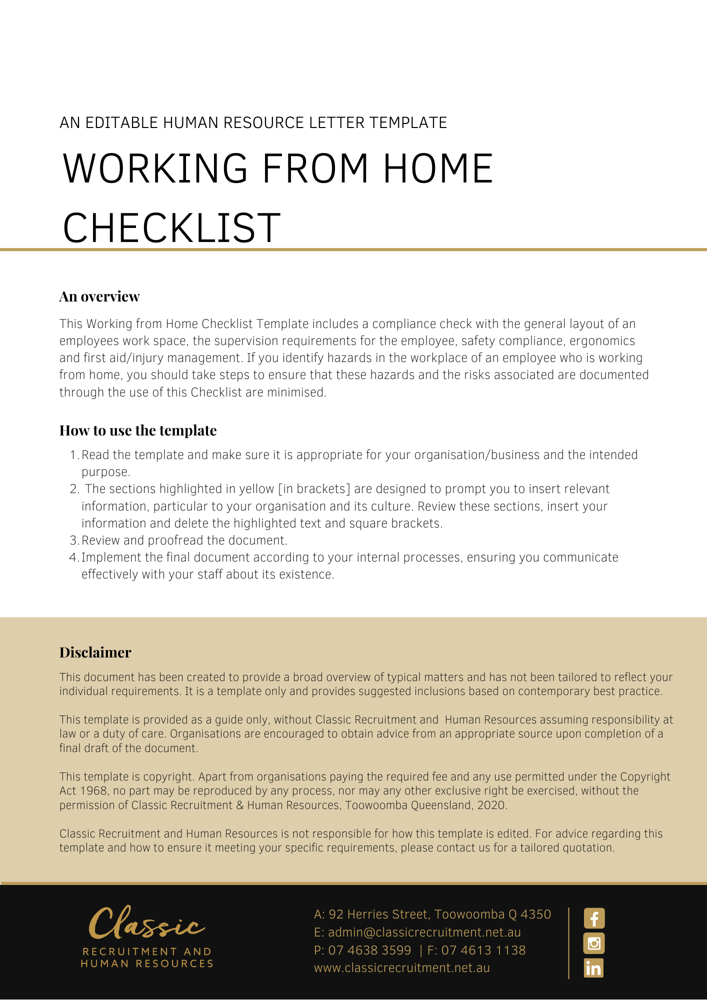 AN EDITABLE HUMAN RESOURCE LETTER TEMPLATE
WORKING FROM HOME
CHECKLIST
An overview
This Working from Home Checklist Template includes a compliance check with the general layout of an
employees work space, the supervision requirements for the employee, safety compliance, ergonomics
and first aid/injury management. If you identify hazards in the workplace of an employee who is working
from home, you should take steps to ensure that these hazards and the risks associated are documented
through the use of this Checklist are minimised.
How to use the template
1. Read the template and make sure it is appropriate for your organisation/business and the intended
purpose.
2. The sections highlighted in yellow [in brackets] are designed to prompt you to insert relevant
information, particular to your organisation and its culture. Review these sections, insert your
information and delete the highlighted text and square brackets.
3. Review and proofread the document.
4. Implement the final document according to your internal processes, ensuring you communicate
effectively with your staff about its existence.
Disclaimer
This document has been created to provide a broad overview of typical matters and has not been tailored to reflect your
individual requirements. It is a template only and provides suggested inclusions based on contemporary best practice.
This template is provided as a guide only, without Classic Recruitment and Human Resources assuming responsibility at
law or a duty of care. Organisations are encouraged to obtain advice from an appropriate source upon completion of a
final draft of the document.
This template is copyright. Apart from organisations paying the required fee and any use permitted under the Copyright
Act 1968, no part may be reproduced by any process, nor may any other exclusive right be exercised, without the
permission of Classic Recruitment & Human Resources, Toowoomba Queensland, 2020.
Classic Recruitment and Human Resources is not responsible for how this template is edited. For advice regarding this
template and how to ensure it meeting your specific requirements, please contact us for a tailored quotation.
Classic
RECRUITMENT AND
HUMAN RESOURCES
A: 92 Herries Street, Toowoomba Q 4350
E: admin@classicrecruitment.net.au
P: 07 4638 3599 | F: 07 4613 1138
www.classicrecruitment.net.au